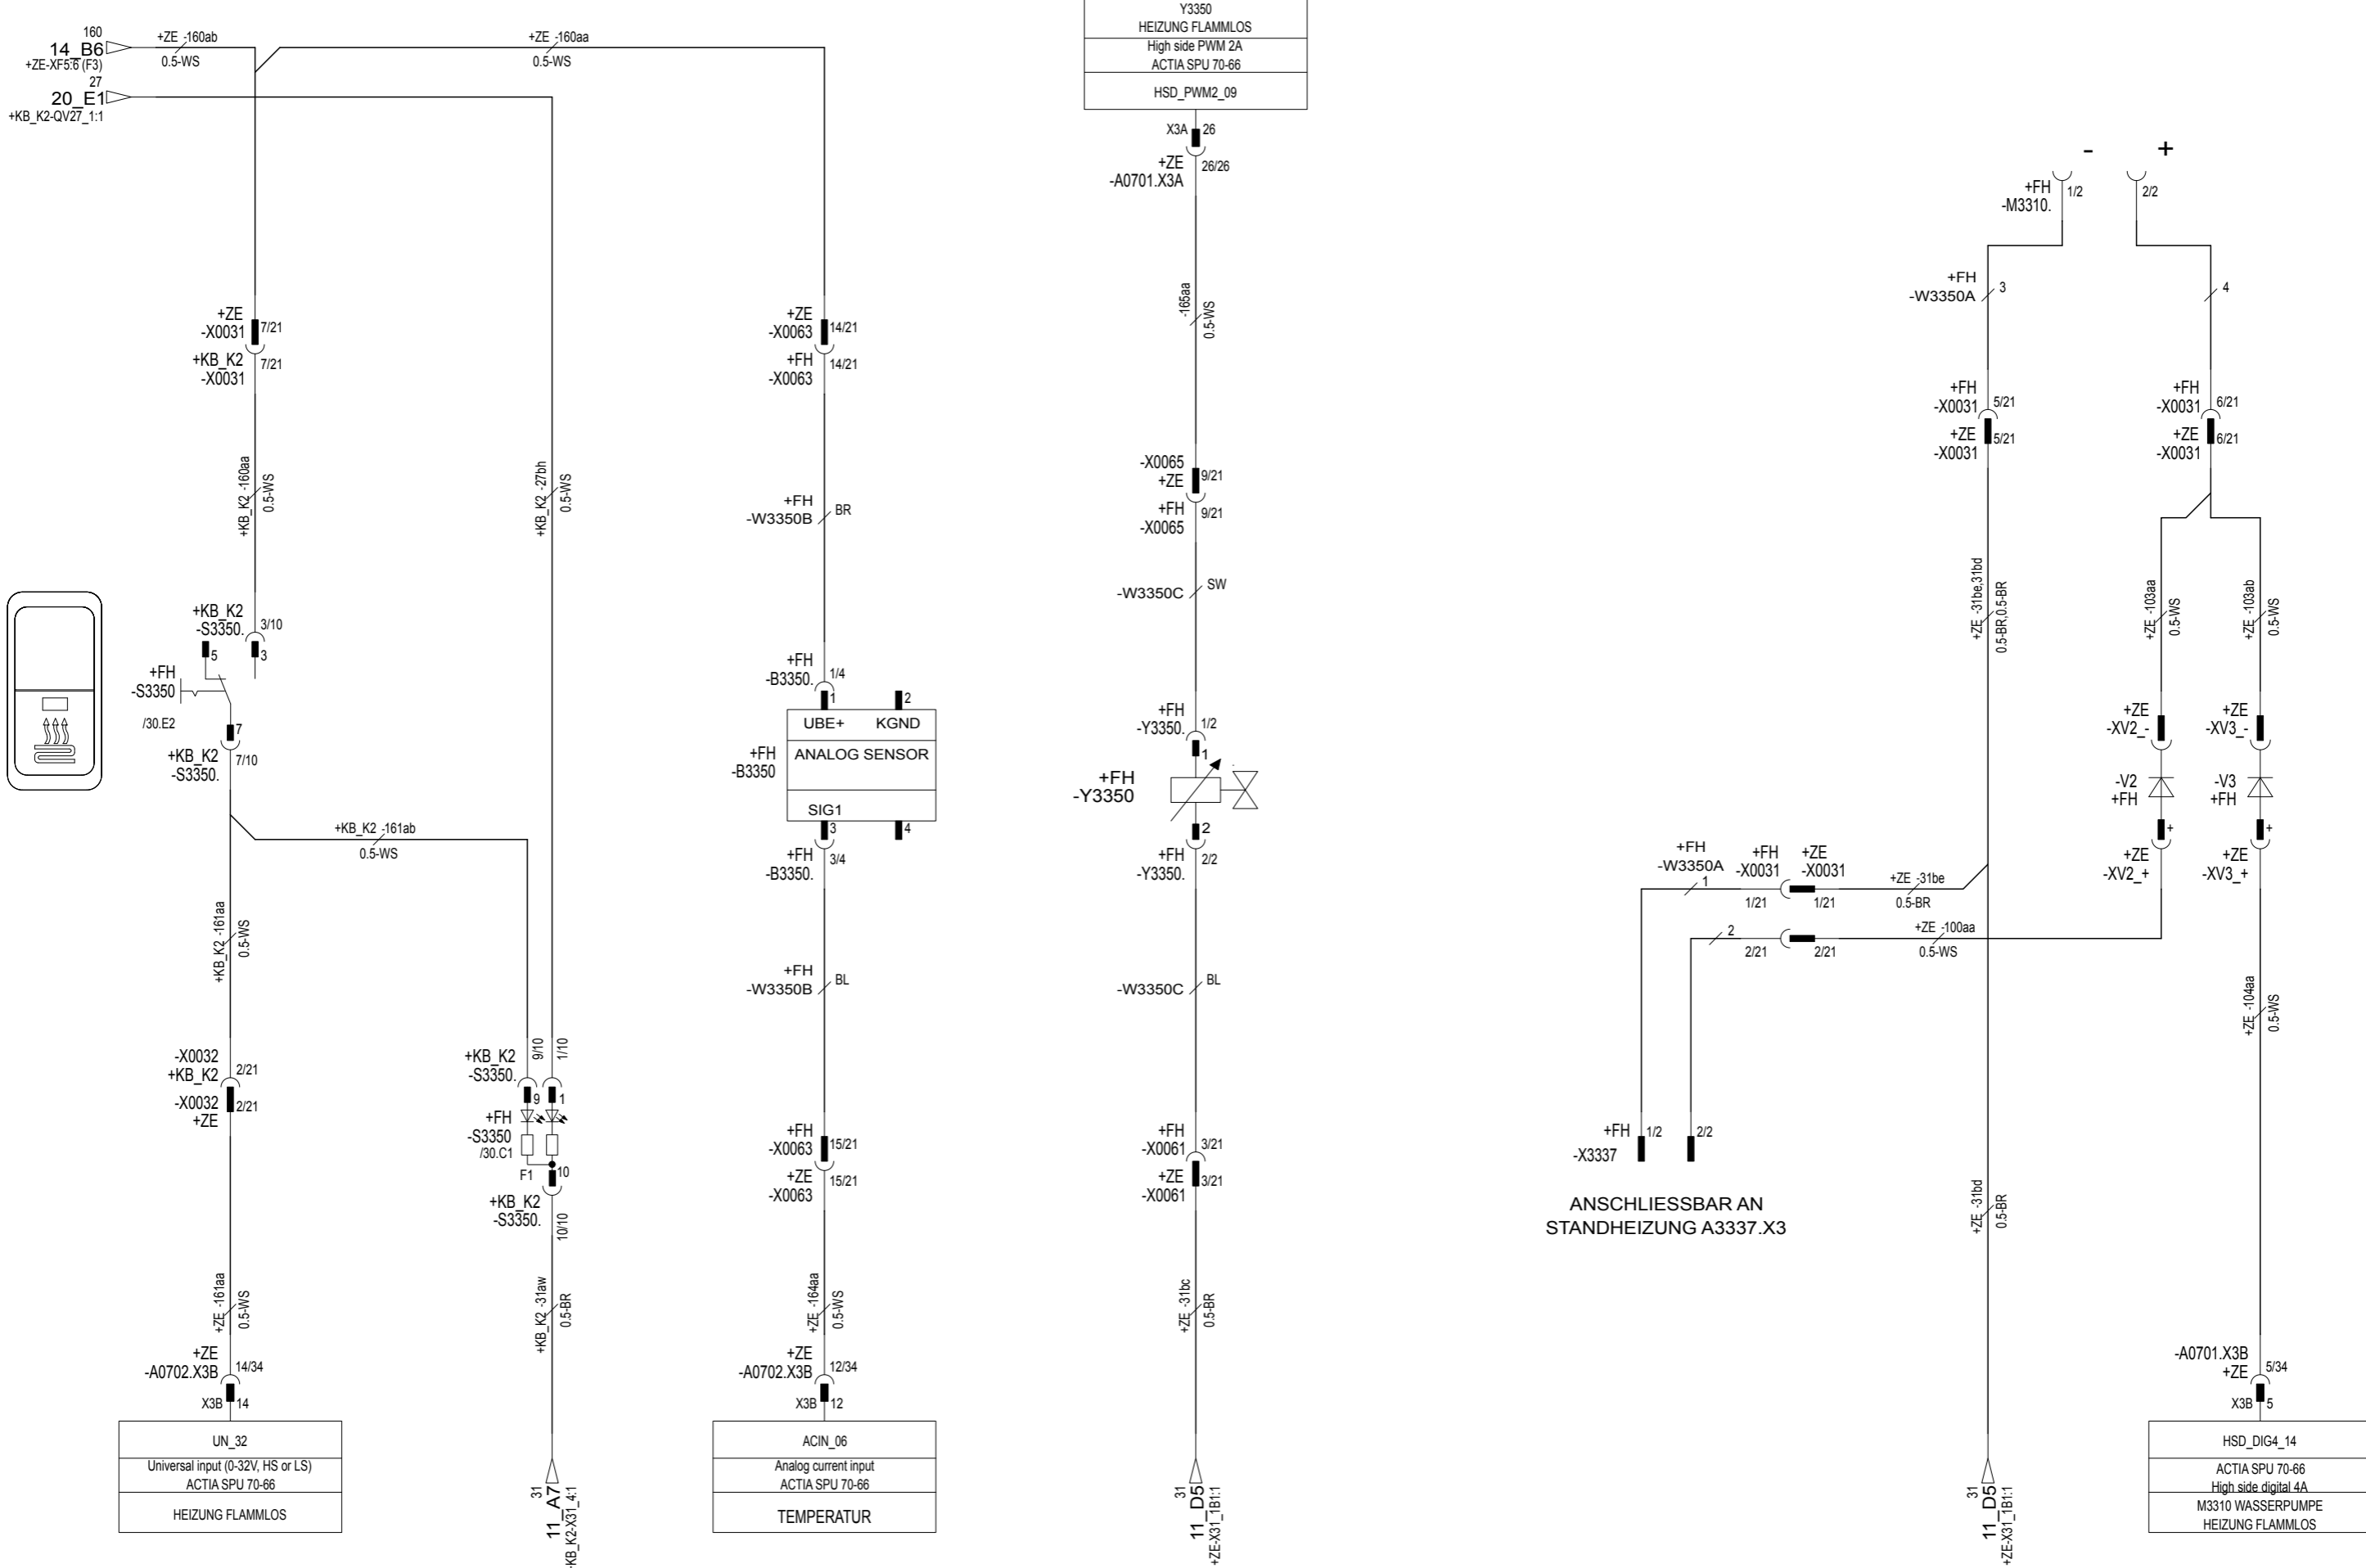 160
14_B6
+ZE-XF5:6 (F3)
27
20_E1
+KB_K2-QV27_1:1
+ZE -160ab
0.5-WS
+ZE -160aa
0.5-WS
+ZE
-X0031
7/21
+KB_K2
-X0031
7/21
+KB_K2 -160aa
0.5-WS
+KB_K2 -27bh
0.5-WS
+KB_K2
-S3350.
3/10
5
3
+FH
-S3350
/30.E2
7
+KB_K2
-S3350.
7/10
+KB_K2 -161ab
0.5-WS
+KB_K2 -161aa
0.5-WS
-X0032
+KB_K2
2/21
-X0032
+ZE
2/21
+KB_K2
-S3350.
9/10
1/10
9
1
+FH
-S3350
/30.C1
F1
10
+KB_K2
-S3350.
10/10
+ZE -161aa
0.5-WS
+KB_K2 -31aw
0.5-BR
+ZE
-A0702.X3B
14/34
X3B
14
UN_32
Universal input (0-32V, HS or LS)
ACTIA SPU 70-66
HEIZUNG FLAMMLOS
31
11_A7
+KB_K2-X31_4:1
+ZE
-X0063
14/21
+FH
-X0063
14/21
+FH
-W3350B
BR
+FH
-B3350.
1/4
1
2
UBE+
KGND
ANALOG SENSOR
+FH
-B3350
SIG1
3
4
+FH
-B3350.
3/4
+FH
-W3350B
BL
+FH
-X0063
15/21
+ZE
-X0063
15/21
+ZE -164aa
0.5-WS
+ZE
-A0702.X3B
12/34
X3B
12
ACIN_06
Analog current input
ACTIA SPU 70-66
TEMPERATUR
Y3350
HEIZUNG FLAMMLOS
High side PWM 2A
ACTIA SPU 70-66
HSD_PWM2_09
X3A
26
+ZE
-A0701.X3A
26/26
-165aa
0.5-WS
-X0065
+ZE
9/21
+FH
-X0065
9/21
-W3350C
SW
+FH
-Y3350.
1/2
1
+FH
-Y3350
2
+FH
-Y3350.
2/2
-W3350C
BL
+FH
-X0061
3/21
+ZE
-X0061
3/21
+ZE -31bc
0.5-BR
31
11_D5
+ZE-X31_1B1:1
-
+
+FH
-M3310.
1/2
2/2
+FH
-W3350A
3
4
+FH
-X0031
5/21
+ZE
-X0031
5/21
+FH
-X0031
6/21
+ZE
-X0031
6/21
+ZE -31be,31bd
0.5-BR,0.5-BR
+ZE -103aa
0.5-WS
+ZE -103ab
0.5-WS
+ZE
-XV2_-
+ZE
-XV3_-
-V2
+FH
-V3
+FH
+
+
+ZE
-XV2_+
+ZE
-XV3_+
+FH
-W3350A
1
+FH
-X0031
+ZE
-X0031
1/21
1/21
+ZE -31be
0.5-BR
2
2/21
2/21
+ZE -100aa
0.5-WS
+ZE -104aa
0.5-WS
+FH
-X3337
1/2
2/2
ANSCHLIESSBAR AN
STANDHEIZUNG A3337.X3
+ZE -31bd
0.5-BR
31
11_D5
+ZE-X31_1B1:1
-A0701.X3B
+ZE
5/34
X3B
5
HSD_DIG4_14
ACTIA SPU 70-66
High side digital 4A
M3310 WASSERPUMPE
HEIZUNG FLAMMLOS